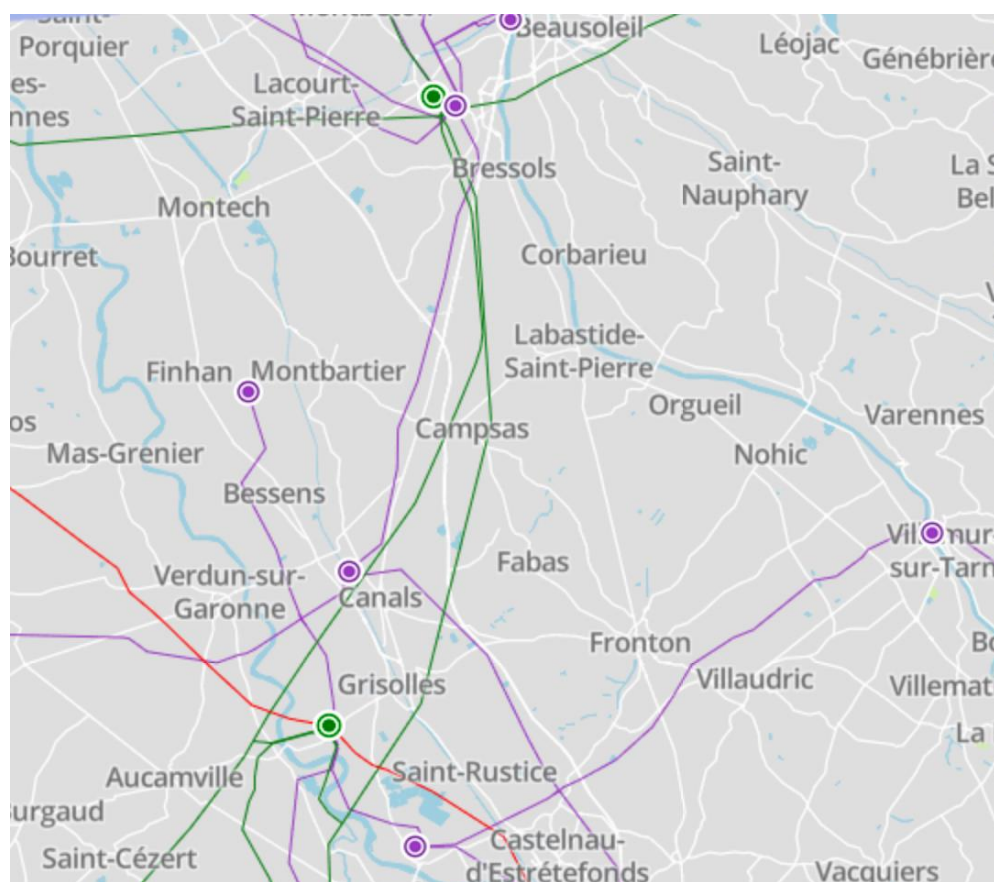 Beausoleil
Léojac
Porquier
Lacourt-
Saint-Pierre
Bressols
Saint-
Nauphary
Montech
Corbarieu
Labastide-
Saint-Pierre
Finhan
Montbartier
Orgueil
Varennes
Campsas
Mas-Grenier
Nohic
Bessens
Fabas
Verdun-sur-
Garonne
Canals
Fronton
Grisolles
Villaudric
Aucamville
Saint-Rustice
Castelnau-
d'Estrétefonds
Saint-Cézert
Vacquiers